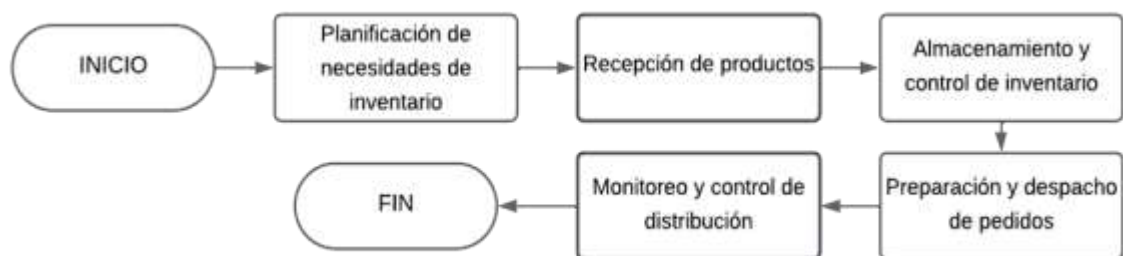 INICIO
Planificación de
necesidades de
inventario
Recepción de productos
Almacenamiento y
control de inventario
Preparación y despacho
de pedidos
Monitoreo y control de
distribución
FIN